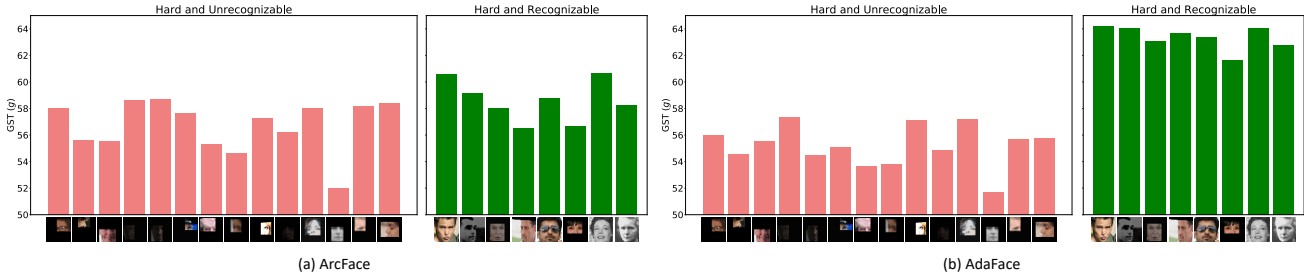 Hard and Unrecognizable
Hard and Recognizable
64
62
60
58
56
54
52
50
GST (g)
(a) ArcFace
Hard and Unrecognizable
Hard and Recognizable
64
62
60
58
56
54
52
50
GST (g)
(b) AdaFace